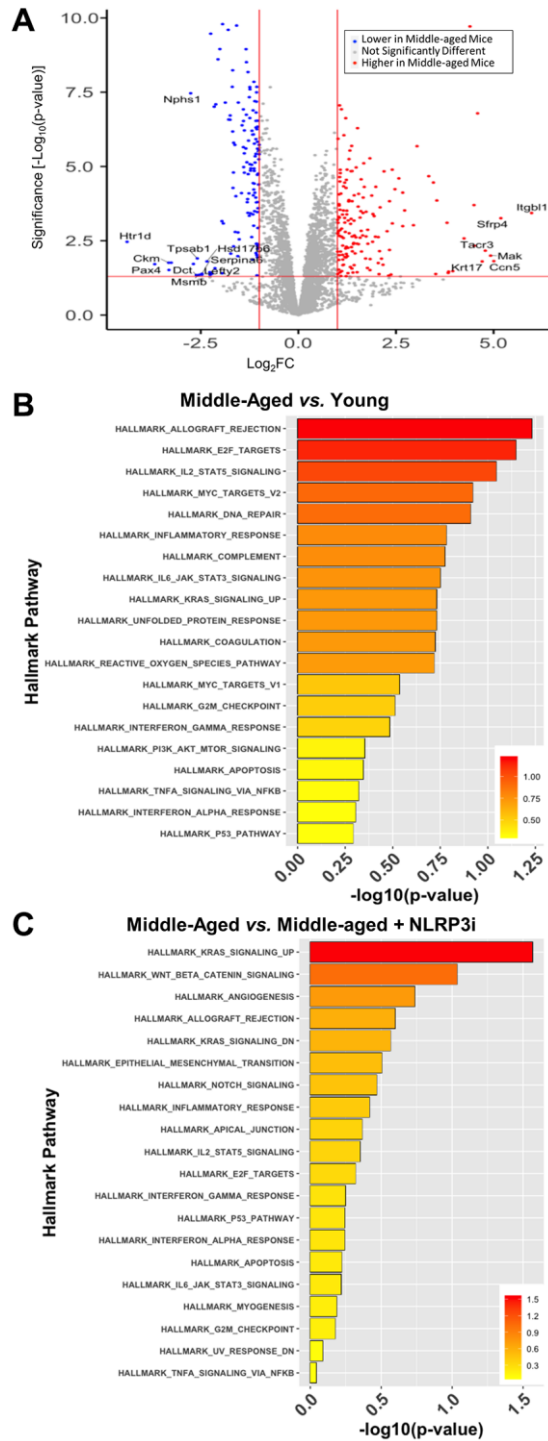 A
Significance [-Log10(p-value)]
10.0
7.5
5.0
2.5
0.0
Lower in Middle-aged Mice
Not Significantly Different
Higher in Middle-aged Mice
Nphs1
Itgbl1
Sfrp4
Htr1d
Tpsab1
Tacr3
Ckm
Serpina6
Mak
Pax4
Dct
Krt17
Ccn5
Msmb
-2.5
0.0
2.5
5.0
Log2FC
B
Middle-Aged vs. Young
Hallmark Pathway
HALLMARK_ALLOGRAFT_REJECTION
HALLMARK_E2F_TARGETS
HALLMARK_IL2_STAT5_SIGNALING
HALLMARK_MYC_TARGETS_V2
HALLMARK_DNA_REPAIR
HALLMARK_INFLAMMATORY_RESPONSE
HALLMARK_COMPLEMENT
HALLMARK_IL6_JAK_STAT3_SIGNALING
HALLMARK_KRAS_SIGNALING_UP
HALLMARK_UNFOLDED_PROTEIN_RESPONSE
HALLMARK_COAGULATION
HALLMARK_REACTIVE_OXYGEN_SPECIES_PATHWAY
HALLMARK_MYC_TARGETS_V1
HALLMARK_G2M_CHECKPOINT
HALLMARK_INTERFERON_GAMMA_RESPONSE
HALLMARK_PI3K_AKT_MTOR_SIGNALING
HALLMARK_APOPTOSIS
HALLMARK_TNFA_SIGNALING_VIA_NFKB
HALLMARK_INTERFERON_ALPHA_RESPONSE
HALLMARK_P53_PATHWAY
1.00
0.75
0.50
0.00
0.25
0.50
0.75
1.00
1.25
-log10(p-value)
C
Middle-Aged vs. Middle-aged + NLRP3i
Hallmark Pathway
HALLMARK_KRAS_SIGNALING_UP
HALLMARK_WNT_BETA_CATENIN_SIGNALING
HALLMARK_ANGIOGENESIS
HALLMARK_ALLOGRAFT_REJECTION
HALLMARK_KRAS_SIGNALING_DN
HALLMARK_EPITHELIAL_MESENCHYMAL_TRANSITION
HALLMARK_NOTCH_SIGNALING
HALLMARK_INFLAMMATORY_RESPONSE
HALLMARK_APICAL_JUNCTION
HALLMARK_IL2_STAT5_SIGNALING
HALLMARK_E2F_TARGETS
HALLMARK_INTERFERON_GAMMA_RESPONSE
HALLMARK_P53_PATHWAY
HALLMARK_INTERFERON_ALPHA_RESPONSE
HALLMARK_APOPTOSIS
HALLMARK_IL6_JAK_STAT3_SIGNALING
HALLMARK_MYOGENESIS
HALLMARK_G2M_CHECKPOINT
HALLMARK_UV_RESPONSE_DN
HALLMARK_TNFA_SIGNALING_VIA_NFKB
1.5
1.2
0.9
0.6
0.3
0.0
0.5
1.0
1.5
-log10(p-value)